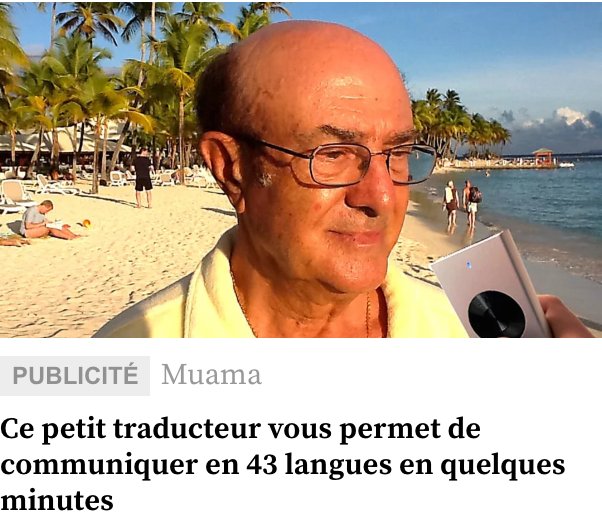 PUBLICITÉ Muama
Ce petit traducteur vous permet de
communiquer en 43 langues en quelques
minutes